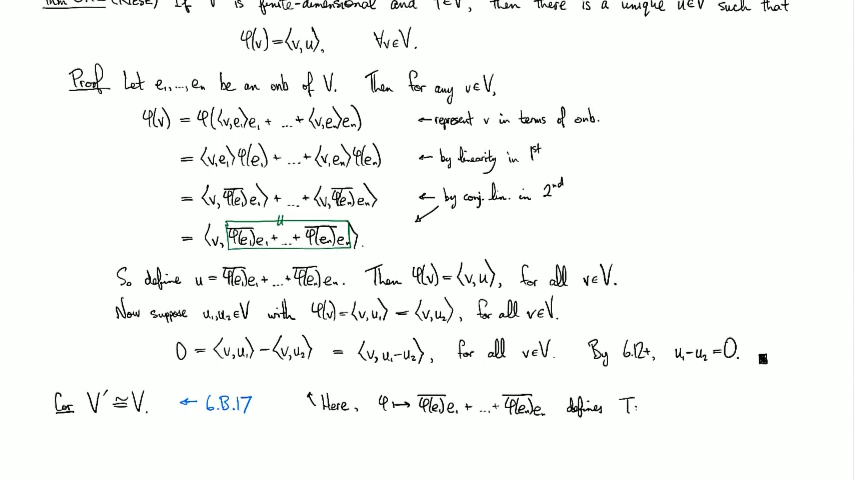 (Riesz) If V is finite-dimensional and φ∈V', then there is a unique u∈V such that
φ(v)=⟨v,u⟩, ∀v∈V.
Proof Let e₁,...,eₙ be an onb of V. Then for any v∈V,
φ(v) = φ(⟨v,e₁⟩e₁ + ... + ⟨v,eₙ⟩eₙ) ← represent v in terms of onb.
= ⟨v,e₁⟩φ(e₁) + ... + ⟨v,eₙ⟩φ(eₙ) ← by linearity in 1st
= ⟨v,\overline{φ(e₁)}e₁⟩ + ... + ⟨v,\overline{φ(eₙ)}eₙ⟩ ← by conj. lin. in 2nd
u
= ⟨v, \overline{φ(e₁)}e₁ + ... + \overline{φ(eₙ)}eₙ⟩.
So define u = \overline{φ(e₁)}e₁ + ... + \overline{φ(eₙ)}eₙ. Then φ(v) = ⟨v,u⟩, for all v∈V.
Now suppose u₁,u₂∈V with φ(v) = ⟨v,u₁⟩ = ⟨v,u₂⟩, for all v∈V.
0 = ⟨v,u₁⟩ - ⟨v,u₂⟩ = ⟨v,u₁-u₂⟩, for all v∈V. By 6.12+, u₁-u₂ = 0. ■
Cor V' ≅ V. ← 6.B.17 ↑ Here, φ ↦ \overline{φ(e₁)}e₁ + ... + \overline{φ(eₙ)}eₙ defines T: